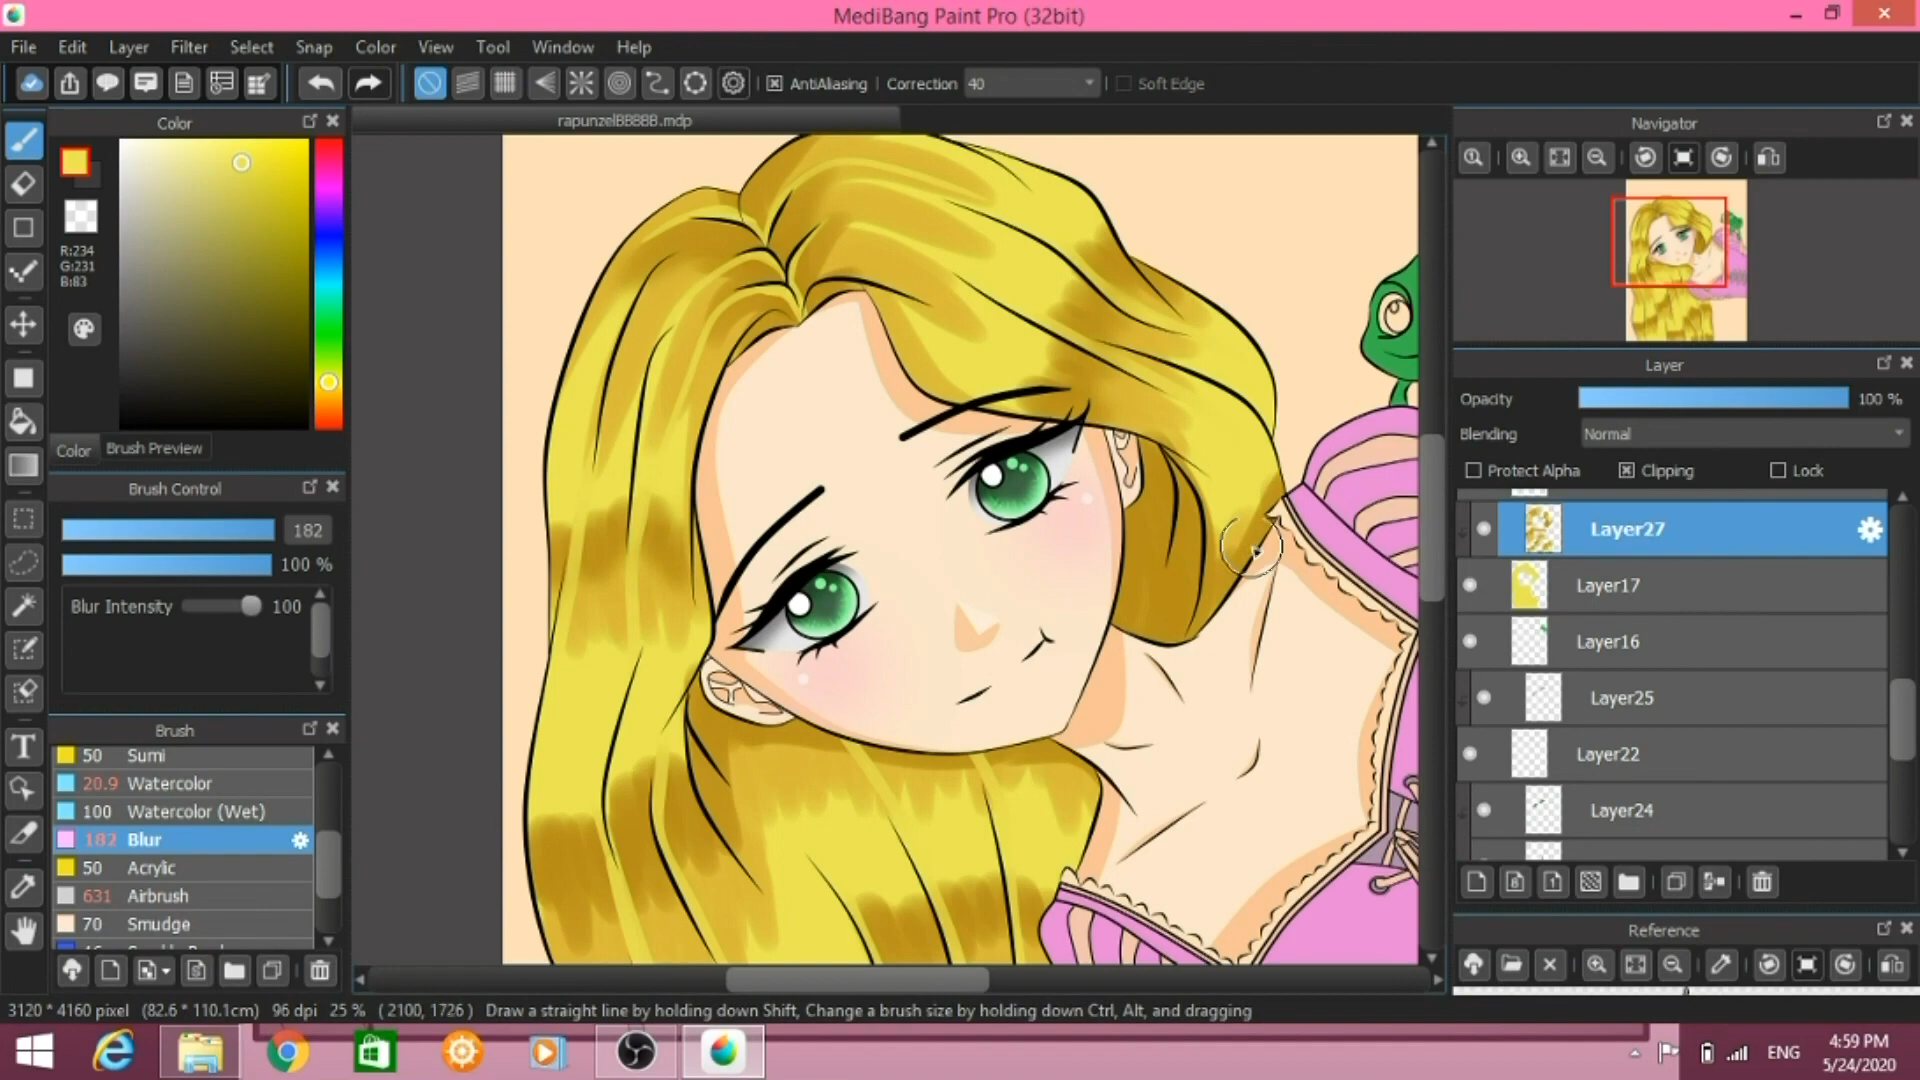 MediBang Paint Pro (32bit)
File Edit Layer Filter Select Snap Color View Tool Window Help
AntiAliasing Correction 40 Soft Edge
rapunzelBBBBB.mdp
Color
R:234
G:231
B:83
Color Brush Preview
Brush Control
182
100 %
Blur Intensity 100
Brush
50 Sumi
20.9 Watercolor
100 Watercolor (Wet)
182 Blur
50 Acrylic
631 Airbrush
70 Smudge
Navigator
Layer
Opacity 100 %
Blending Normal
Protect Alpha Clipping Lock
Layer27
Layer17
Layer16
Layer25
Layer22
Layer24
Reference
3120 * 4160 pixel (82.6 * 110.1cm) 96 dpi 25 % ( 2100, 1726 ) Draw a straight line by holding down Shift, Change a brush size by holding down Ctrl, Alt, and dragging
ENG
4:59 PM
5/24/2020